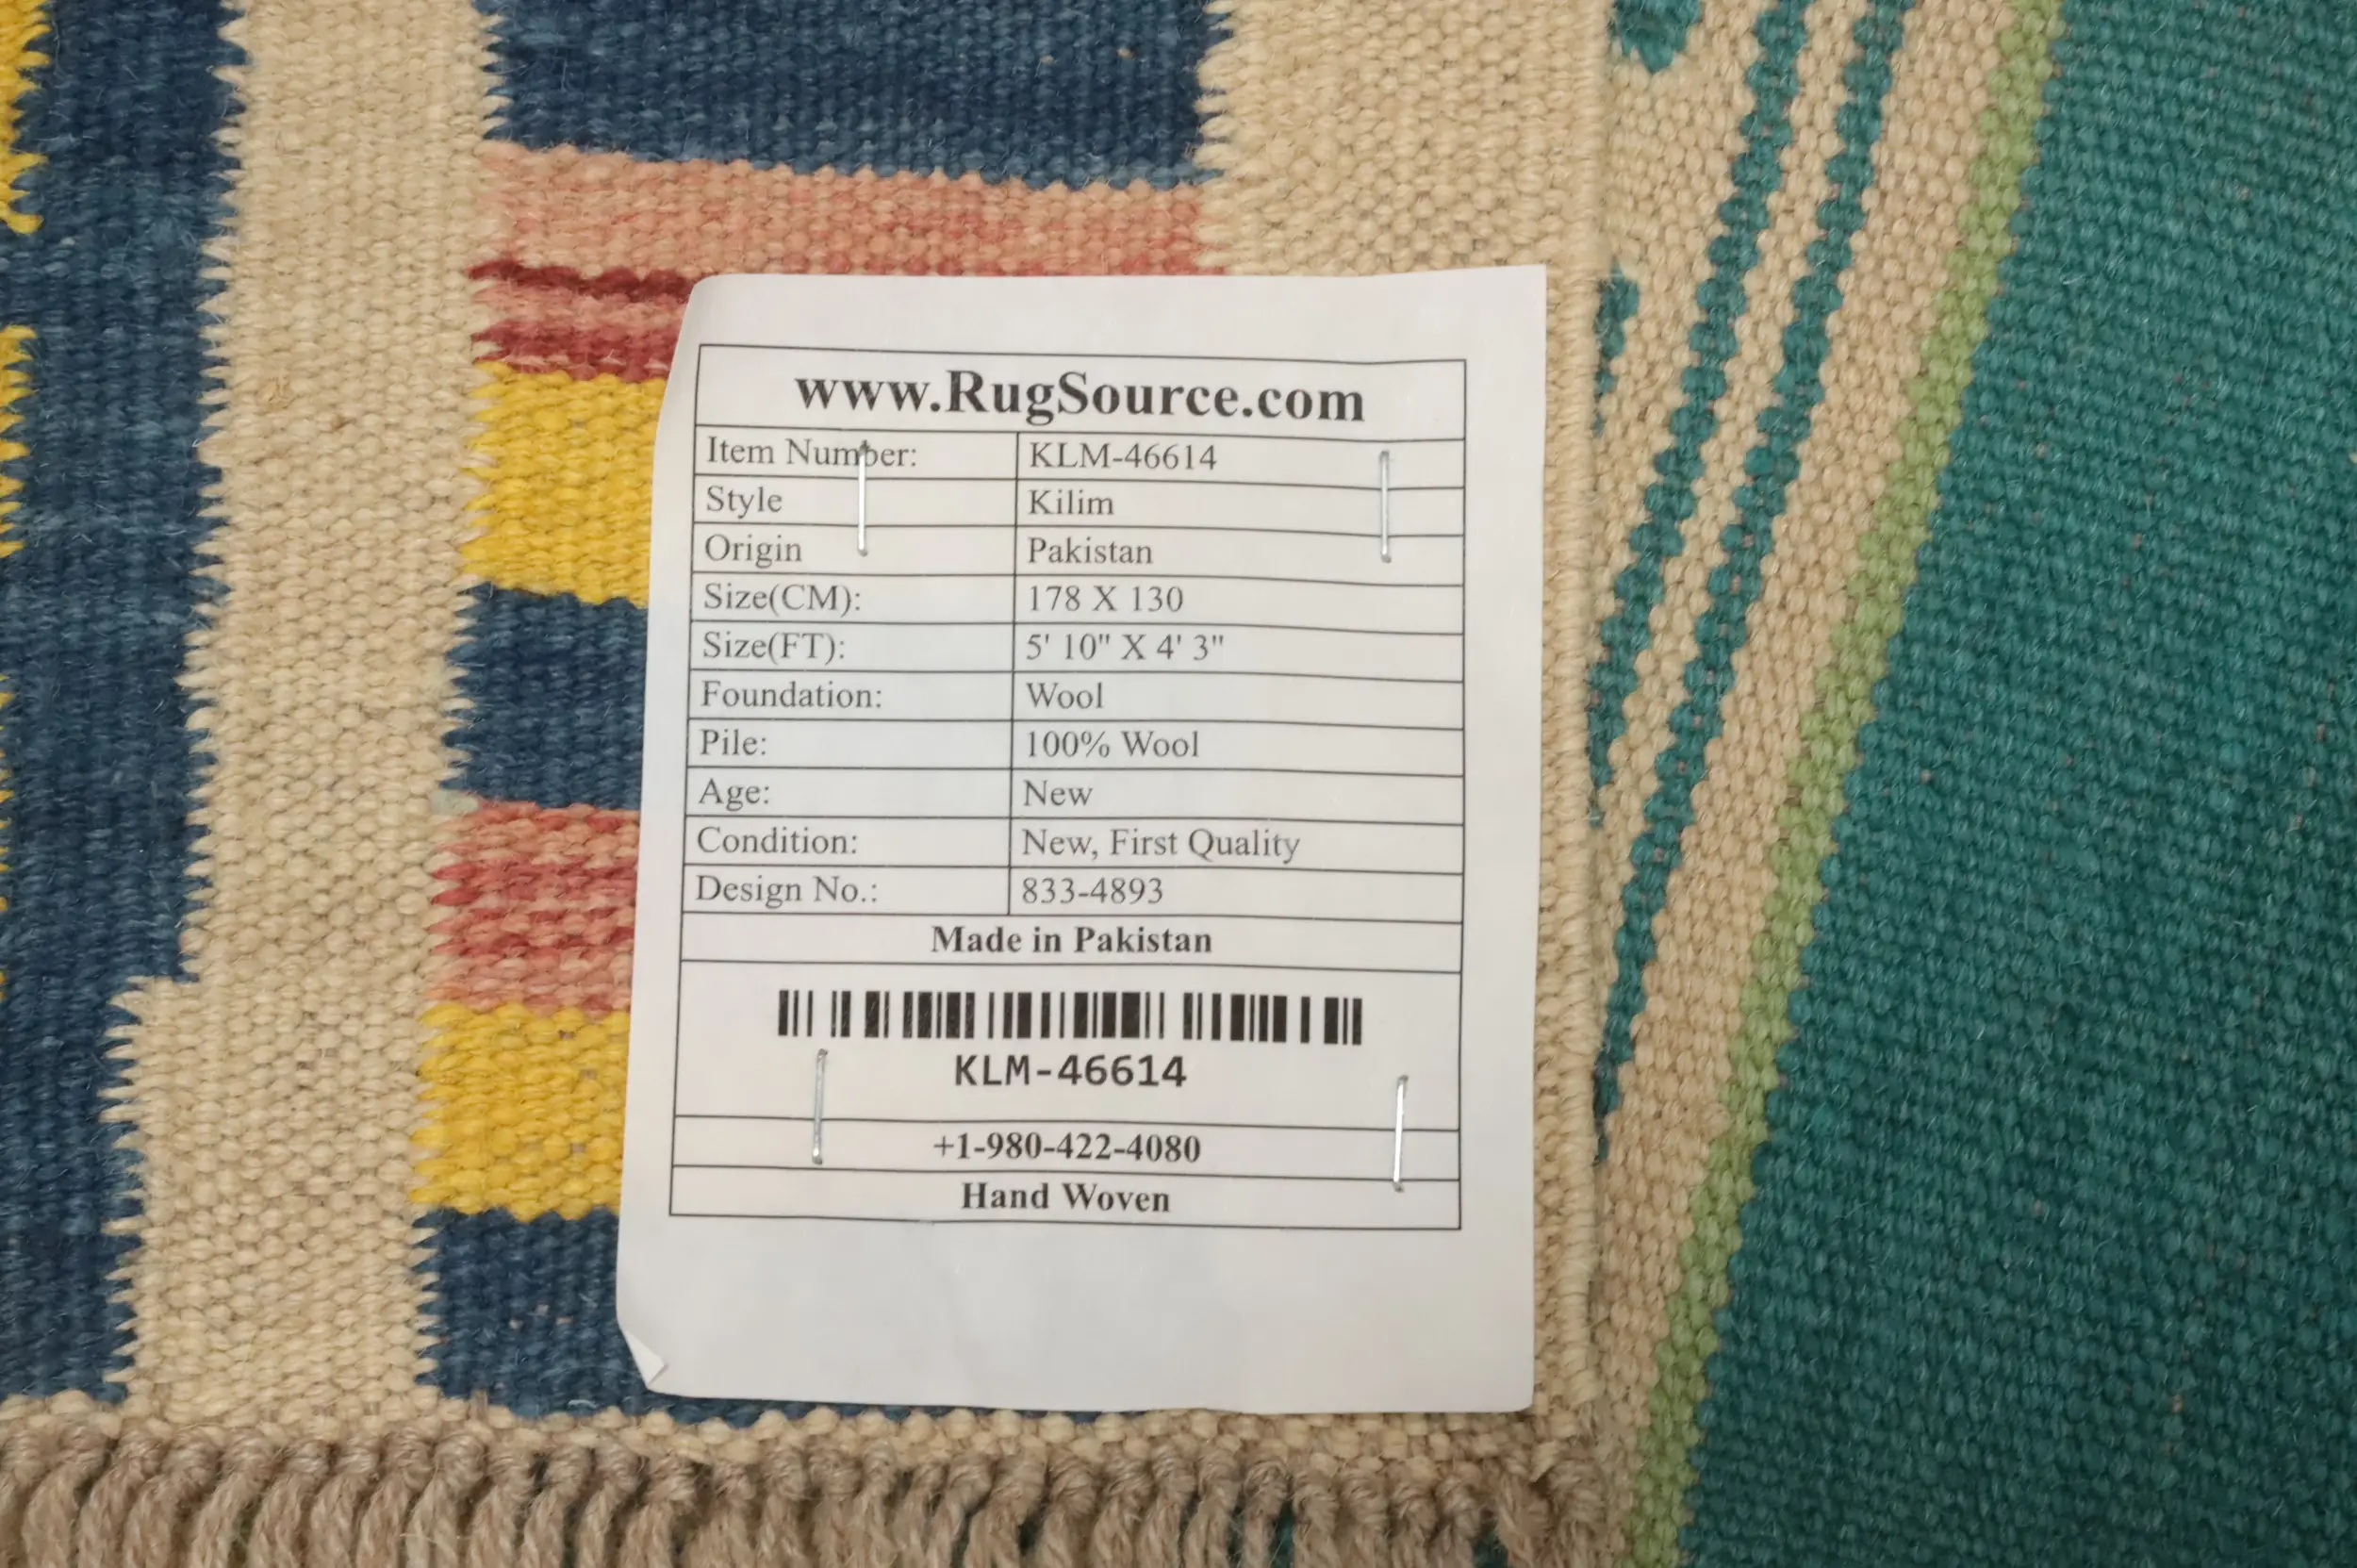 www.RugSource.com
Item Number: KLM-46614
Style Kilim
Origin Pakistan
Size(CM): 178 X 130
Size(FT): 5' 10" X 4' 3"
Foundation: Wool
Pile: 100% Wool
Age: New
Condition: New, First Quality
Design No.: 833-4893
Made in Pakistan
KLM-46614
+1-980-422-4080
Hand Woven